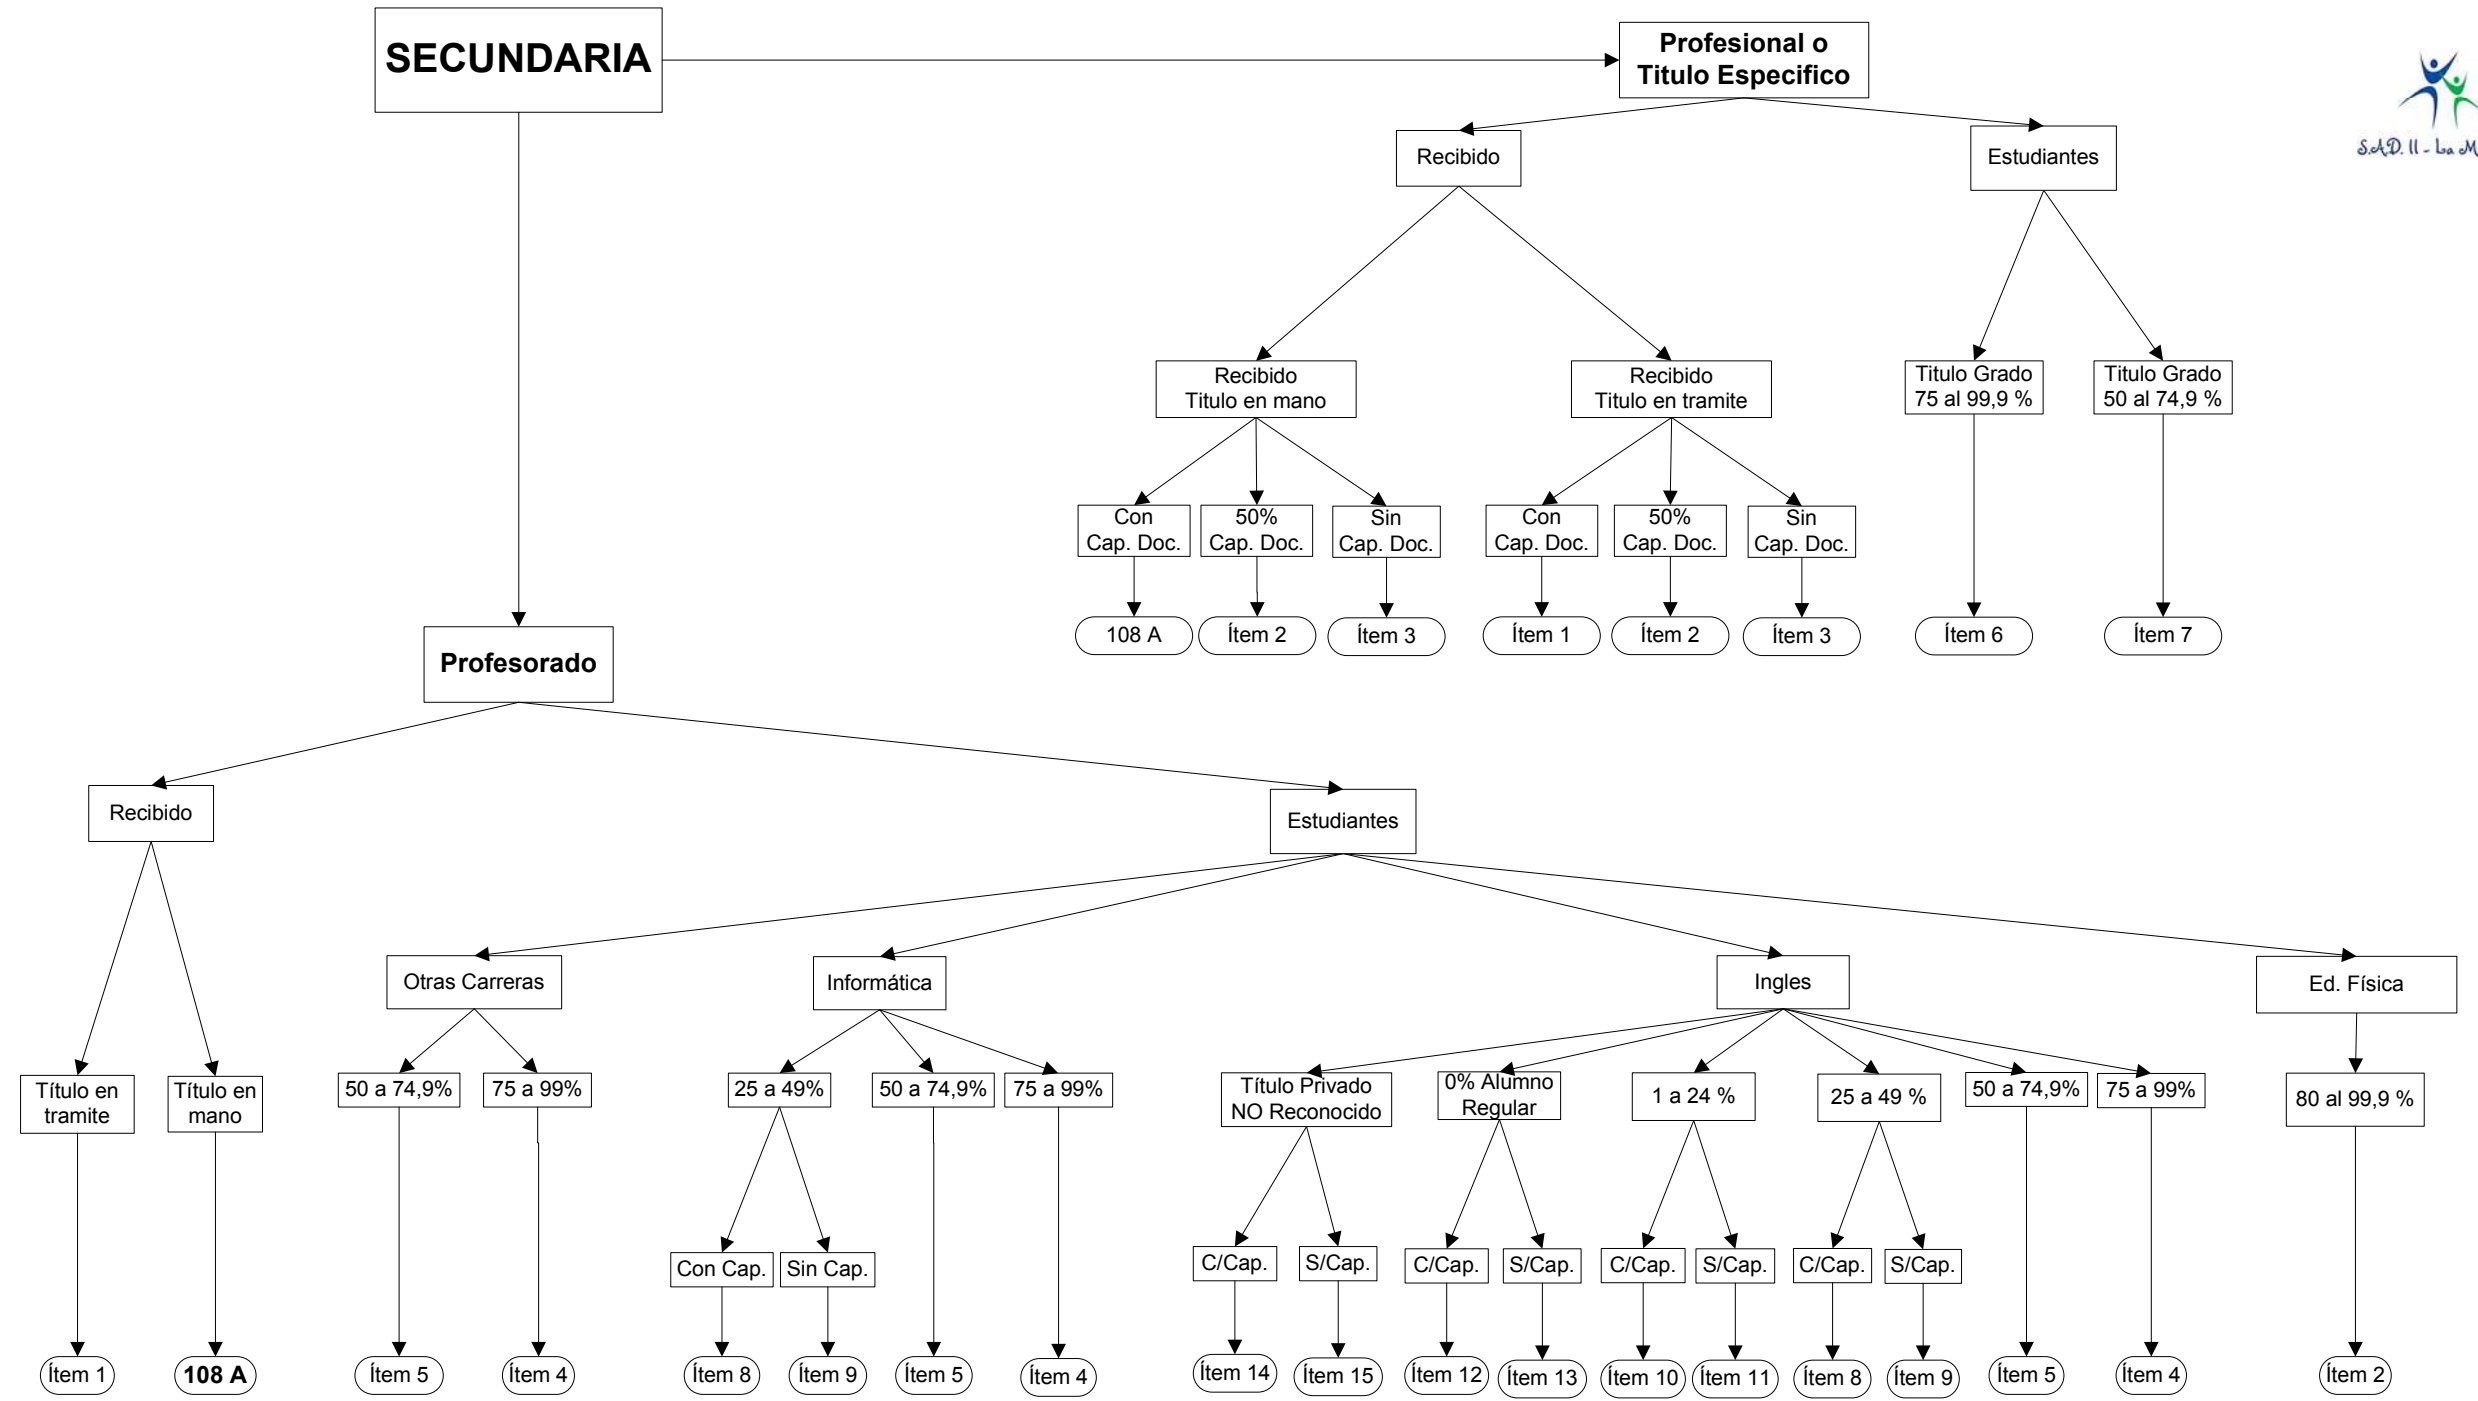 SECUNDARIA
Profesional o
Titulo Especifico
S.A.D. II - La M
Recibido
Estudiantes
Recibido
Titulo en mano
Recibido
Titulo en tramite
Titulo Grado
75 al 99,9 %
Titulo Grado
50 al 74,9 %
Con
Cap. Doc.
50%
Cap. Doc.
Sin
Cap. Doc.
Con
Cap. Doc.
50%
Cap. Doc.
Sin
Cap. Doc.
108 A
Ítem 2
Ítem 3
Ítem 1
Ítem 2
Ítem 3
Ítem 6
Ítem 7
Profesorado
Recibido
Estudiantes
Otras Carreras
Informática
Ingles
Ed. Física
Título en
tramite
Título en
mano
50 a 74,9%
75 a 99%
25 a 49%
50 a 74,9%
75 a 99%
Título Privado
NO Reconocido
0% Alumno
Regular
1 a 24 %
25 a 49 %
50 a 74,9%
75 a 99%
80 al 99,9 %
Con Cap.
Sin Cap.
C/Cap.
S/Cap.
C/Cap.
S/Cap.
C/Cap.
S/Cap.
C/Cap.
S/Cap.
Ítem 1
108 A
Ítem 5
Ítem 4
Ítem 8
Ítem 9
Ítem 5
Ítem 4
Ítem 14
Ítem 15
Ítem 12
Ítem 13
Ítem 10
Ítem 11
Ítem 8
Ítem 9
Ítem 5
Ítem 4
Ítem 2